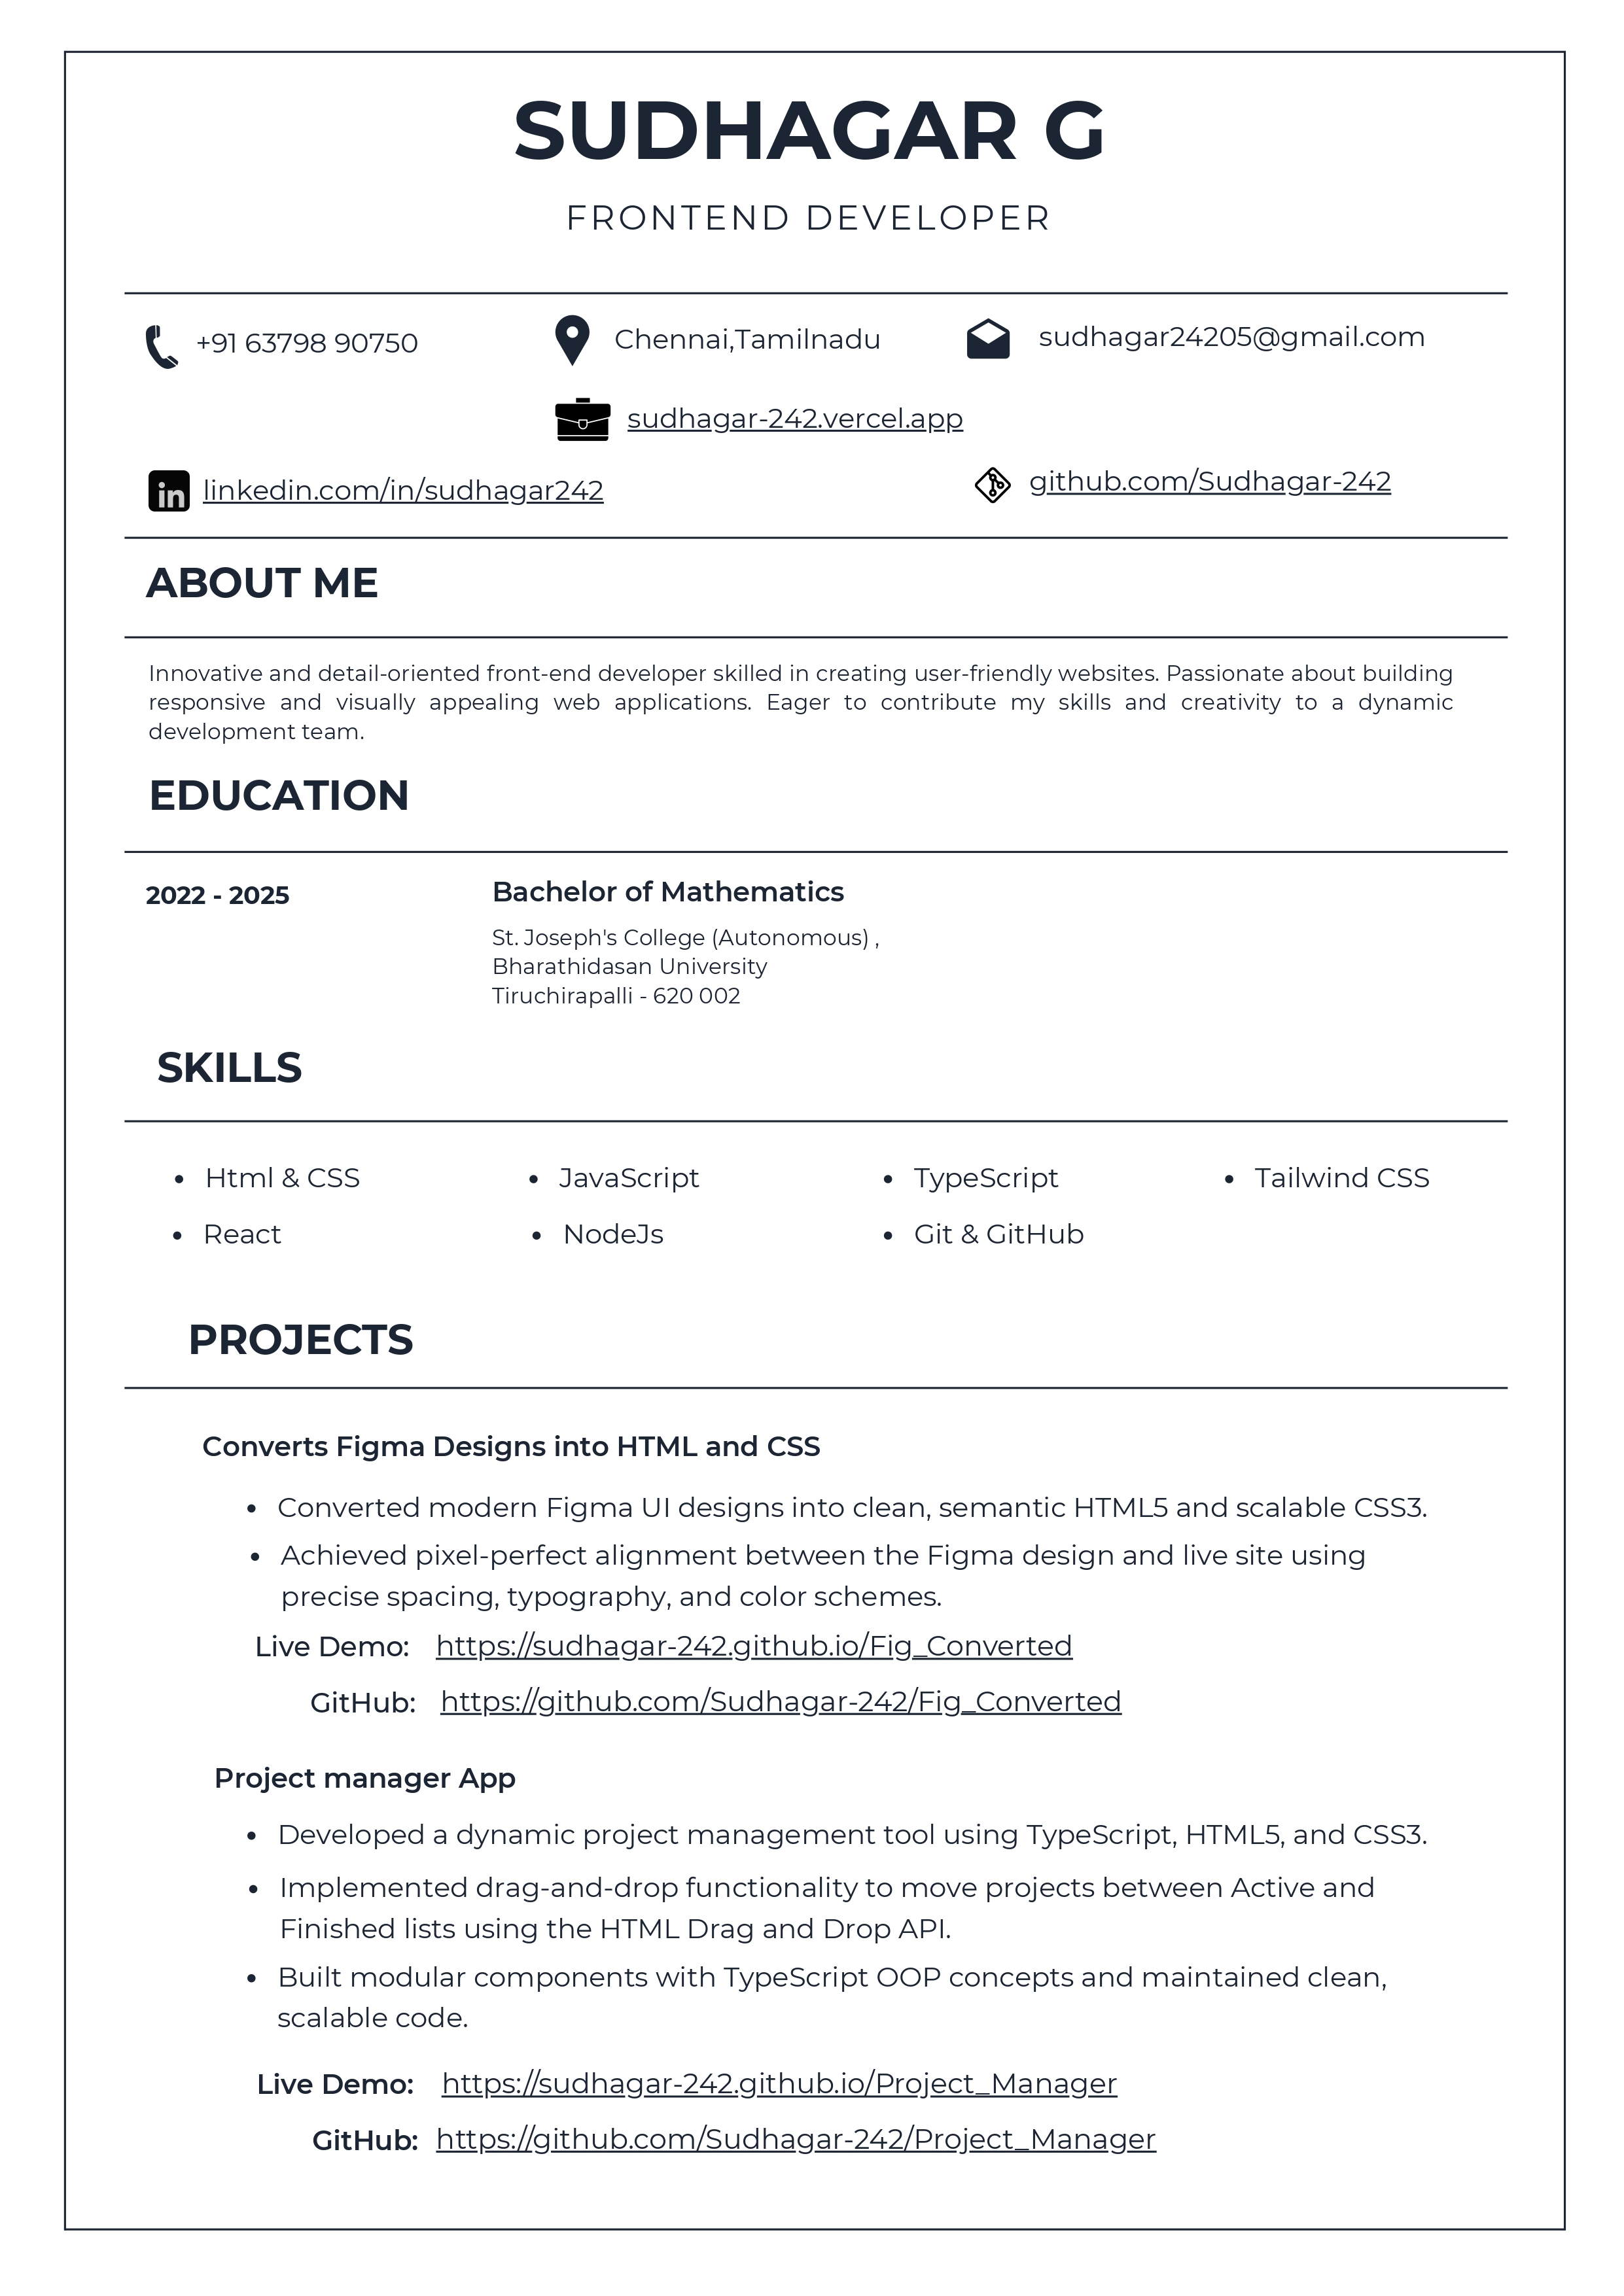 SUDHAGAR G
FRONTEND DEVELOPER
+91 63798 90750
Chennai,Tamilnadu
sudhagar24205@gmail.com
sudhagar-242.vercel.app
linkedin.com/in/sudhagar242
github.com/Sudhagar-242
ABOUT ME
Innovative and detail-oriented front-end developer skilled in creating user-friendly websites. Passionate about building
responsive and visually appealing web applications. Eager to contribute my skills and creativity to a dynamic
development team.
EDUCATION
2022 - 2025
Bachelor of Mathematics
St. Joseph's College (Autonomous) ,
Bharathidasan University
Tiruchirapalli - 620 002
SKILLS
• Html & CSS
• JavaScript
• TypeScript
• Tailwind CSS
• React
• NodeJs
• Git & GitHub
PROJECTS
Converts Figma Designs into HTML and CSS
• Converted modern Figma UI designs into clean, semantic HTML5 and scalable CSS3.
• Achieved pixel-perfect alignment between the Figma design and live site using
precise spacing, typography, and color schemes.
Live Demo: https://sudhagar-242.github.io/Fig_Converted
GitHub: https://github.com/Sudhagar-242/Fig_Converted
Project manager App
• Developed a dynamic project management tool using TypeScript, HTML5, and CSS3.
• Implemented drag-and-drop functionality to move projects between Active and
Finished lists using the HTML Drag and Drop API.
• Built modular components with TypeScript OOP concepts and maintained clean,
scalable code.
Live Demo: https://sudhagar-242.github.io/Project_Manager
GitHub: https://github.com/Sudhagar-242/Project_Manager